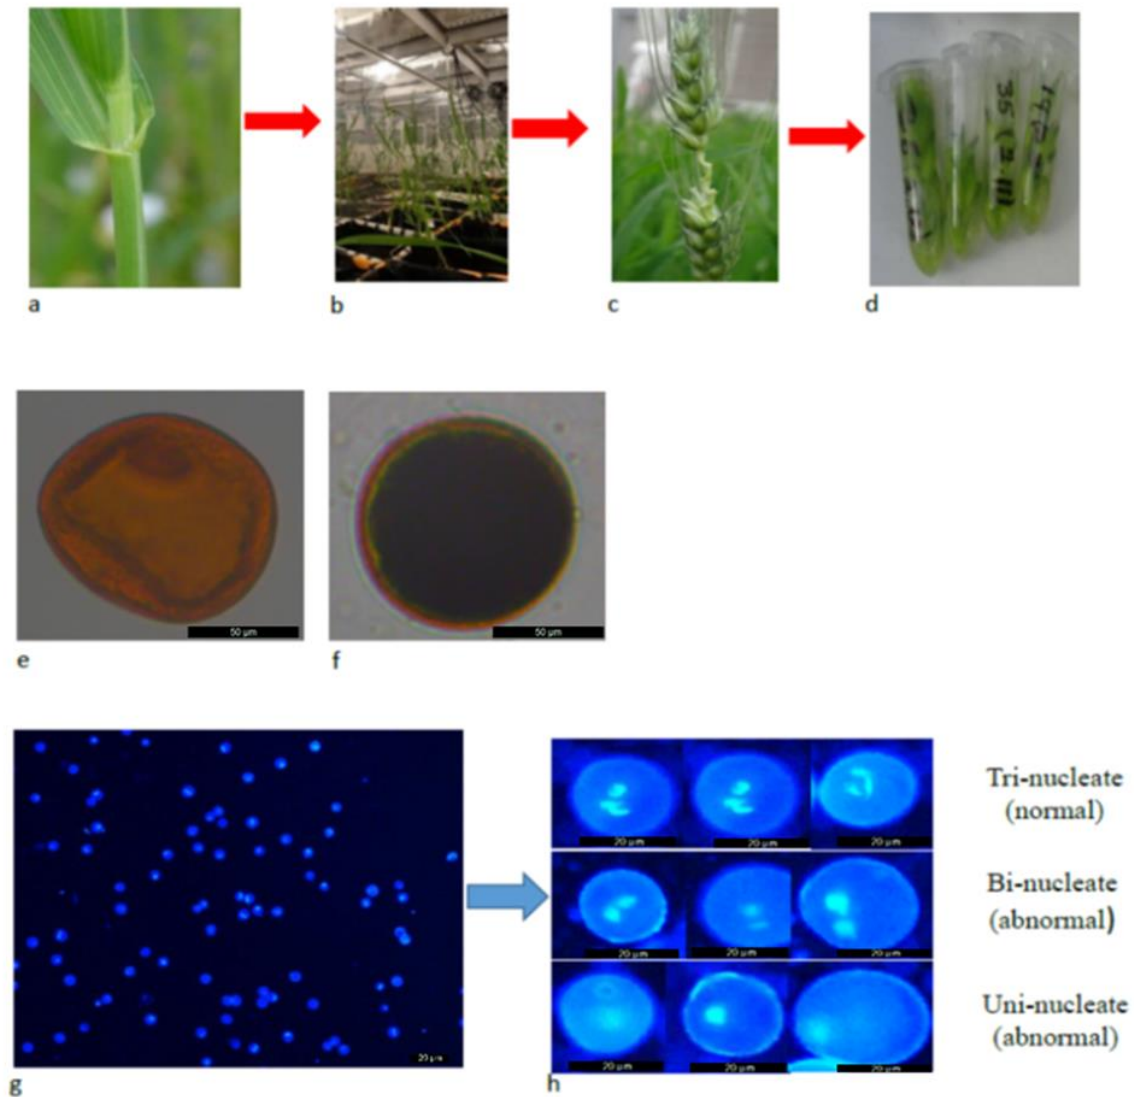 a
b
c
d
50 µm
50 µm
e
f
Tri-nucleate
(normal)
20 µm
20 µm
20 µm
Bi-nucleate
(abnormal)
20 µm
20 µm
20 µm
Uni-nucleate
(abnormal)
20 µm
20 µm
20 µm
20 µm
g
h